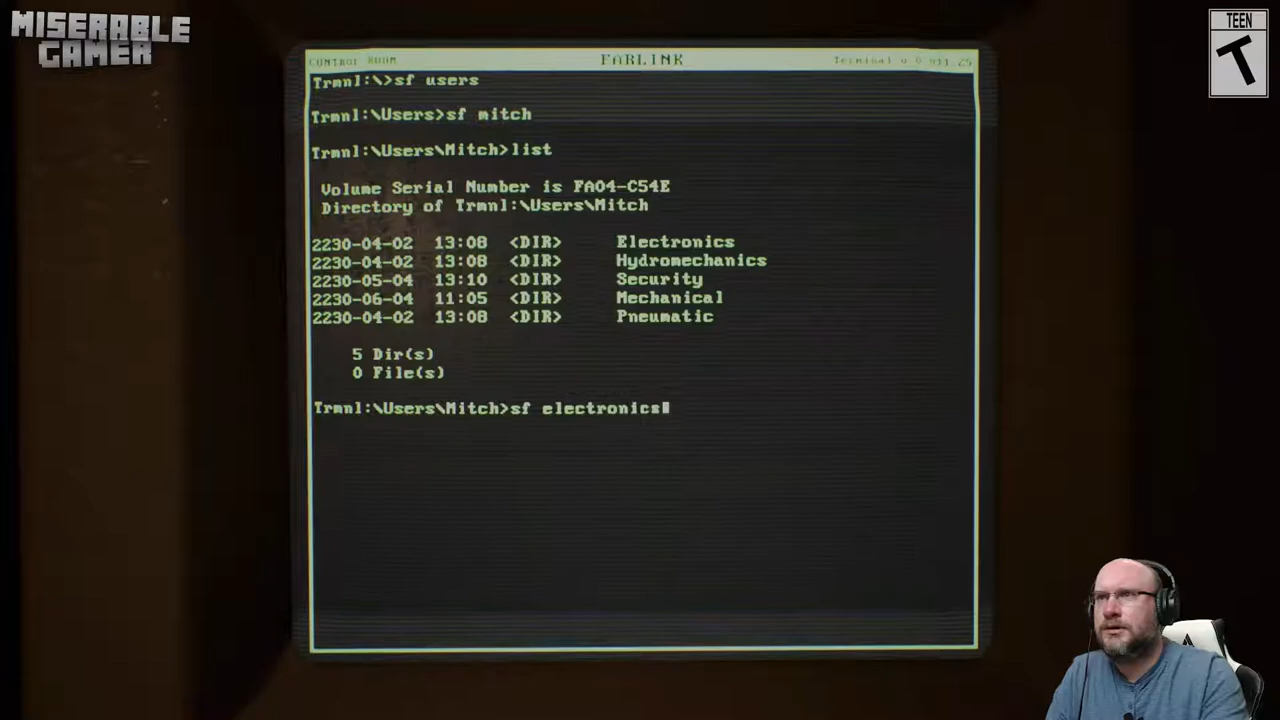 MISERABLE
GAMER
TEEN
T
CONTROL ROOM
FARLINK
Terminal
Trmnl:\>sf users
Trmnl:\Users>sf mitch
Trmnl:\Users\Mitch>list
Volume Serial Number is FA04-C54E
Directory of Trmnl:\Users\Mitch
2230-04-02 13:08 <DIR> Electronics
2230-04-02 13:08 <DIR> Hydromechanics
2230-05-04 13:10 <DIR> Security
2230-06-04 11:05 <DIR> Mechanical
2230-04-02 13:08 <DIR> Pneumatic
5 Dir(s)
0 File(s)
Trmnl:\Users\Mitch>sf electronics